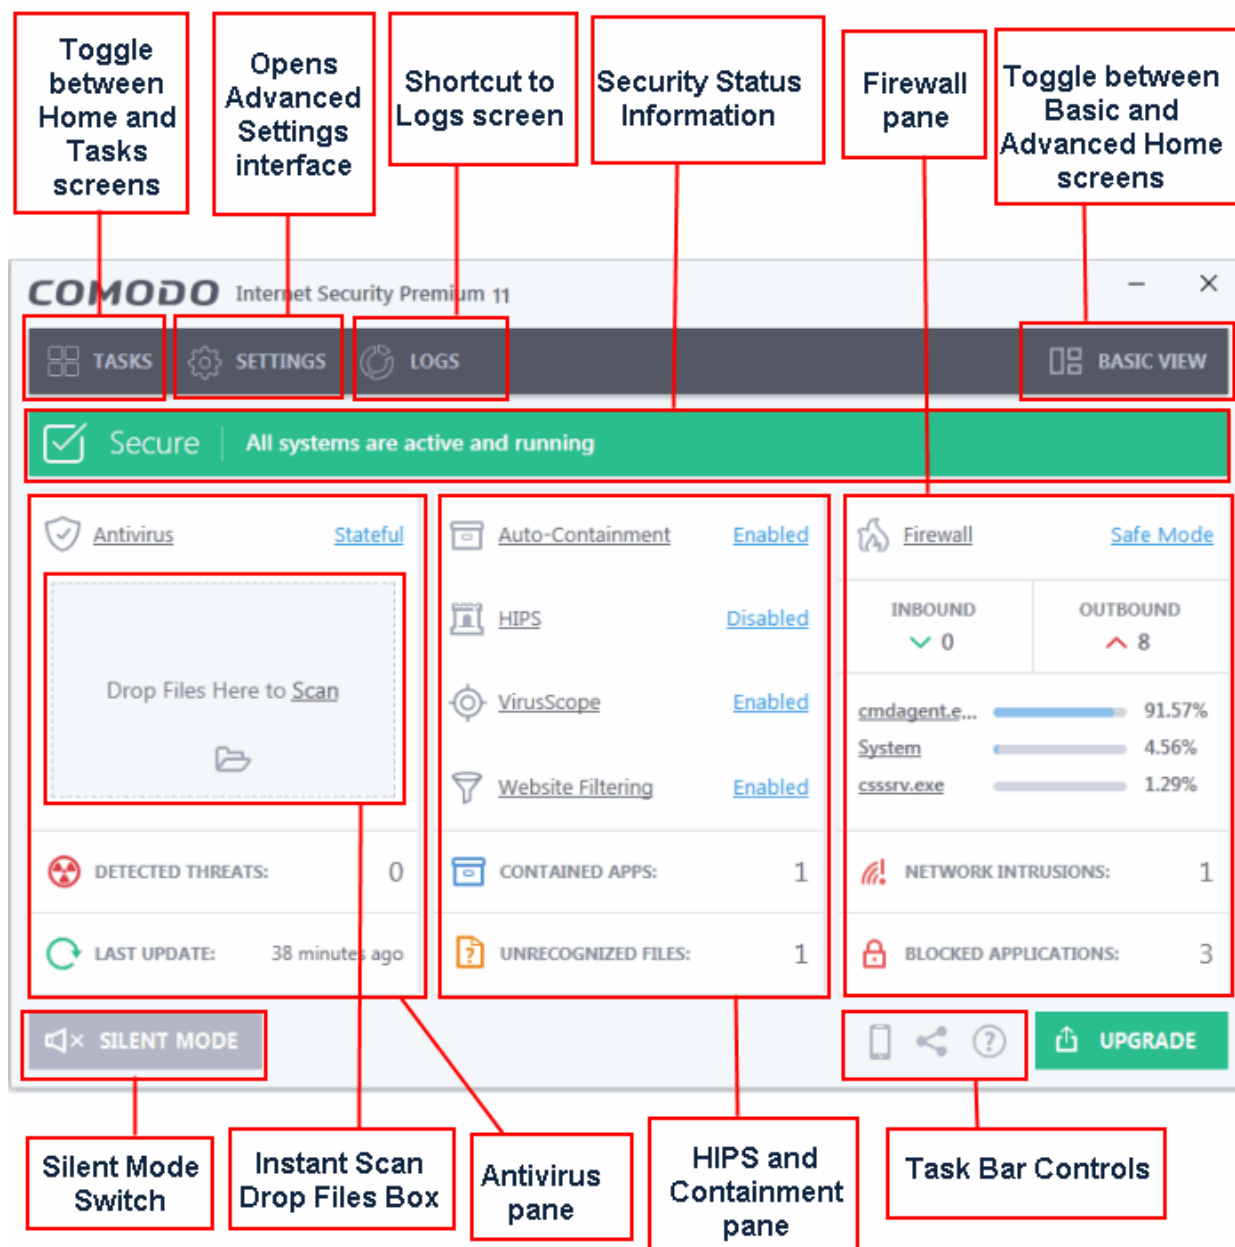 Toggle
between
Home and
Tasks
screens
Opens
Advanced
Settings
interface
Shortcut to
Logs screen
Security Status
Information
Firewall
pane
Toggle between
Basic and
Advanced Home
screens
COMODO Internet Security Premium 11
TASKS SETTINGS LOGS BASIC VIEW
Secure All systems are active and running
Antivirus Stateful
Drop Files Here to Scan
DETECTED THREATS: 0
LAST UPDATE: 38 minutes ago
Auto-Containment Enabled
HIPS Disabled
VirusScope Enabled
Website Filtering Enabled
CONTAINED APPS: 1
UNRECOGNIZED FILES: 1
Firewall Safe Mode
INBOUND OUTBOUND
0 8
cmdagent.e... 91.57%
System 4.56%
csssrv.exe 1.29%
NETWORK INTRUSIONS: 1
BLOCKED APPLICATIONS: 3
SILENT MODE UPGRADE
Silent Mode
Switch
Instant Scan
Drop Files Box
Antivirus
pane
HIPS and
Containment
pane
Task Bar Controls